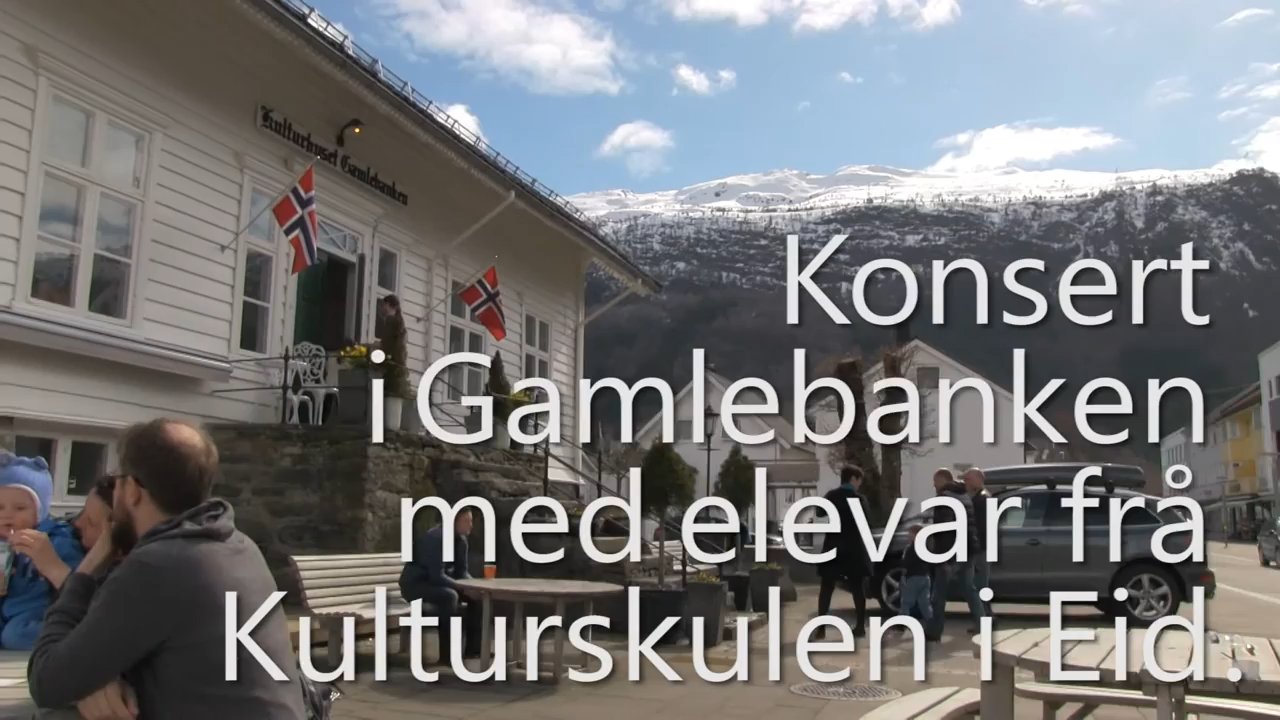 Kulturhuset Gamlebanken
Konsert
i Gamlebanken
med elevar frå
Kulturskulen i Eid.